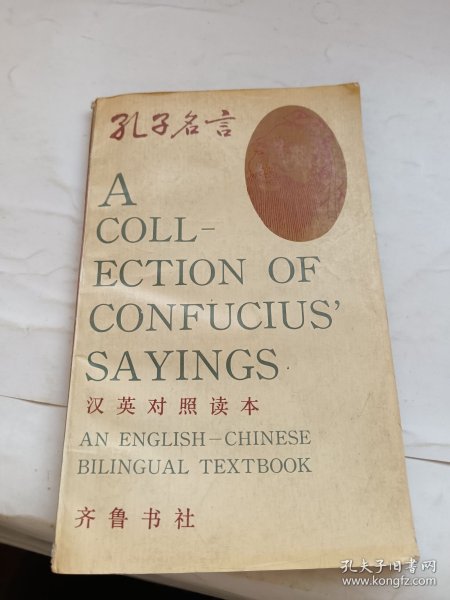 孔子名言
A
COLL-
ECTION OF
CONFUCIUS'
SAYINGS
汉英对照读本
AN ENGLISH-CHINESE
BILINGUAL TEXTBOOK
齐鲁书社
孔夫子旧书网
www.kongfz.com